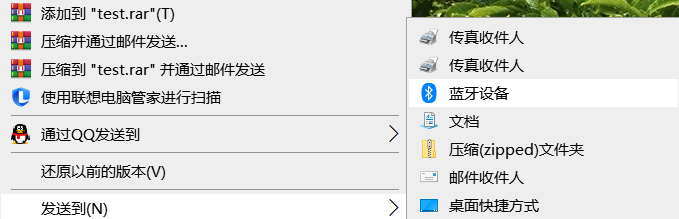 添加到 "test.rar"(T)
压缩并通过邮件发送...
压缩到 "test.rar" 并通过邮件发送
使用联想电脑管家进行扫描
通过QQ发送到
还原以前的版本(V)
发送到(N)
传真收件人
传真收件人
蓝牙设备
文档
压缩(zipped)文件夹
邮件收件人
桌面快捷方式